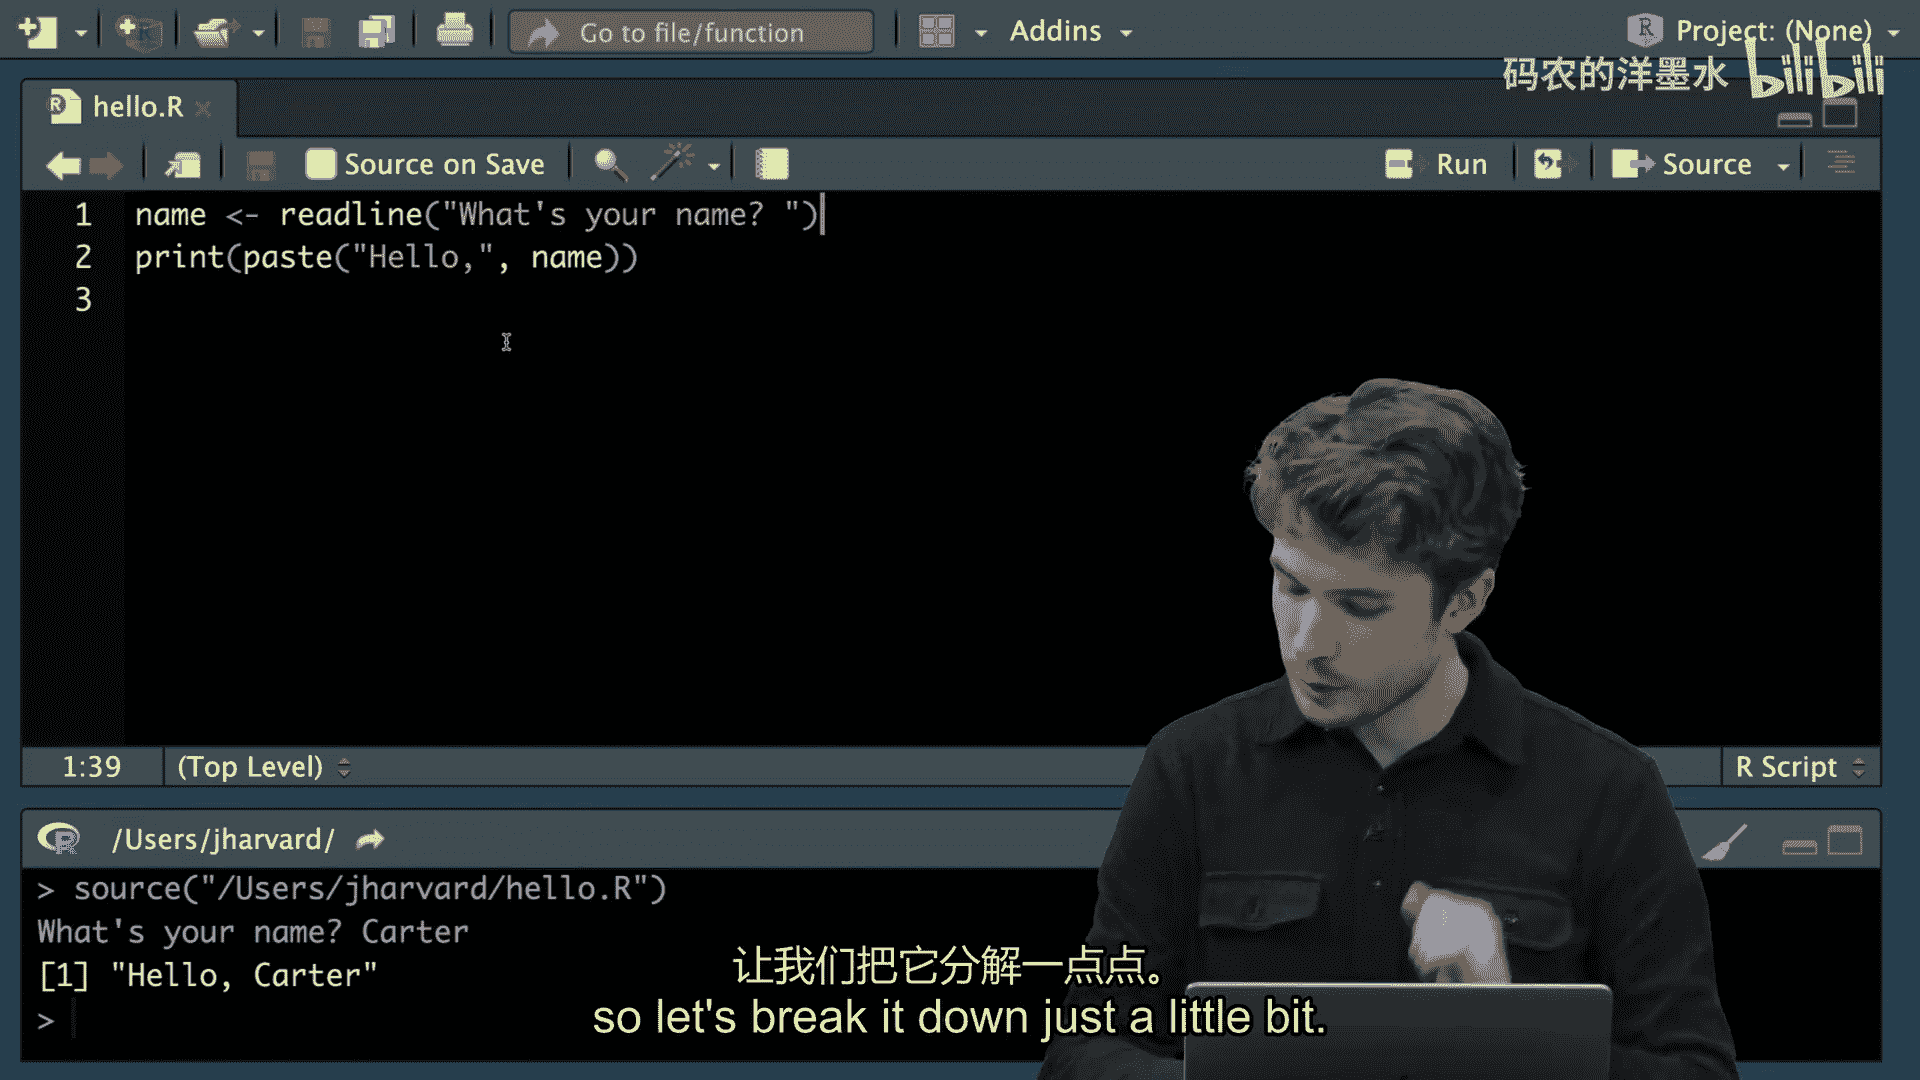 Go to file/function
Addins
Project: (None)
码农的洋墨水 bilibili
hello.R
Source on Save
Run
Source
1 name <- readline("What's your name? ")
2 print(paste("Hello,", name))
3
1:39
(Top Level)
R Script
/Users/jharvard/
> source("/Users/jharvard/hello.R")
What's your name? Carter
[1] "Hello, Carter"
>
让我们把它分解一点点。
so let's break it down just a little bit.